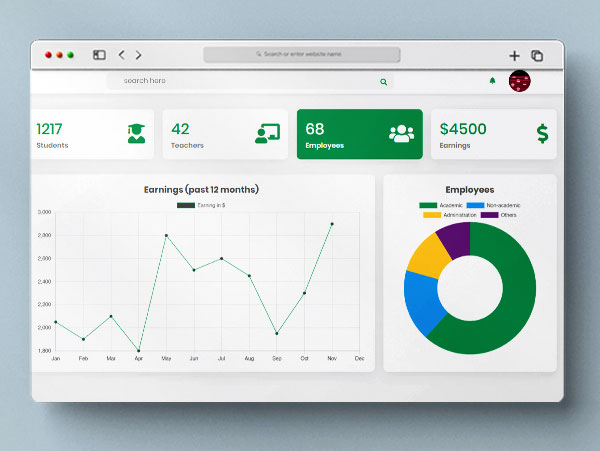 Search or enter website name
search here
1217
Students
42
Teachers
68
Employees
$4500
Earnings
Earnings (past 12 months)
Earning in $
3,000
2,800
2,600
2,400
2,200
2,000
1,800
Jan Feb Mar Apr May Jun Jul Aug Sep Oct Nov Dec
Employees
Academic Non-academic
Administration Others